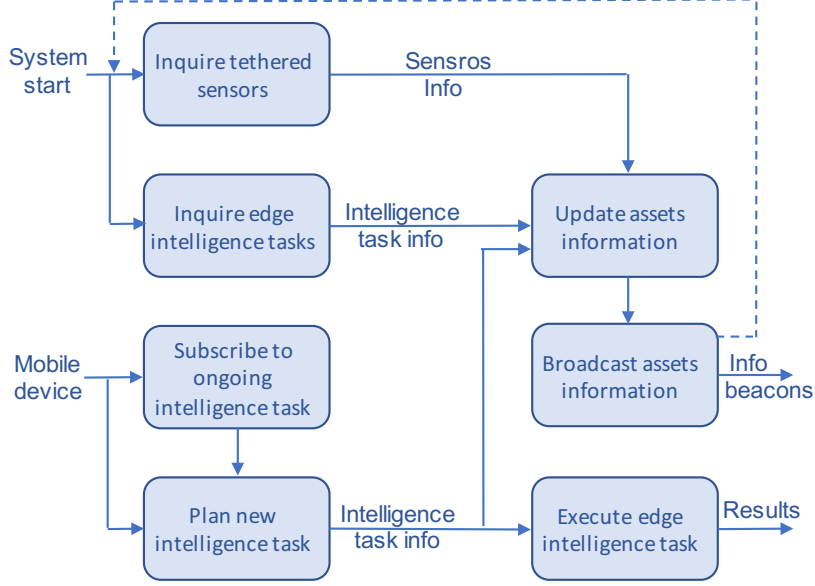 System
start
Inquire tethered
sensors
Sensros
Info
Inquire edge
intelligence tasks
Intelligence
task info
Update assets
information
Mobile
device
Subscribe to
ongoing
intelligence task
Broadcast assets
information
Info
beacons
Plan new
intelligence task
Intelligence
task info
Execute edge
intelligence task
Results